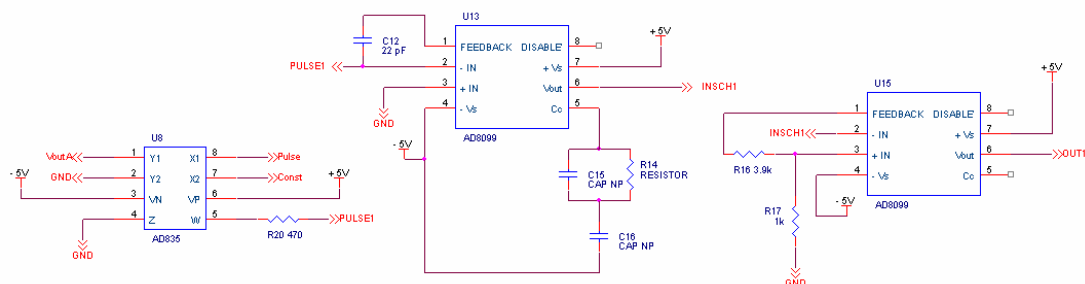 U8
VoutA 1 Y1 X1 8 Pulse
GND 2 Y2 X2 7 Const
- 5V 3 VN VP 6 +5V
4 Z W 5 PULSE1
GND
AD835
R20 470
U13
C12
22 pF
PULSE1
1 FEEDBACK DISABLE' 8
2 - IN + Vs 7
3 + IN Vout 6
4 - Vs Cc 5
AD8099
+5V
INSCH1
GND
- 5V
C15
CAP NP
R14
RESISTOR
C16
CAP NP
U15
1 FEEDBACK DISABLE' 8
2 - IN + Vs 7
3 + IN Vout 6
4 - Vs Cc 5
AD8099
+5V
INSCH1
OUT1
R16 3.9k
R17
1k
- 5V
GND